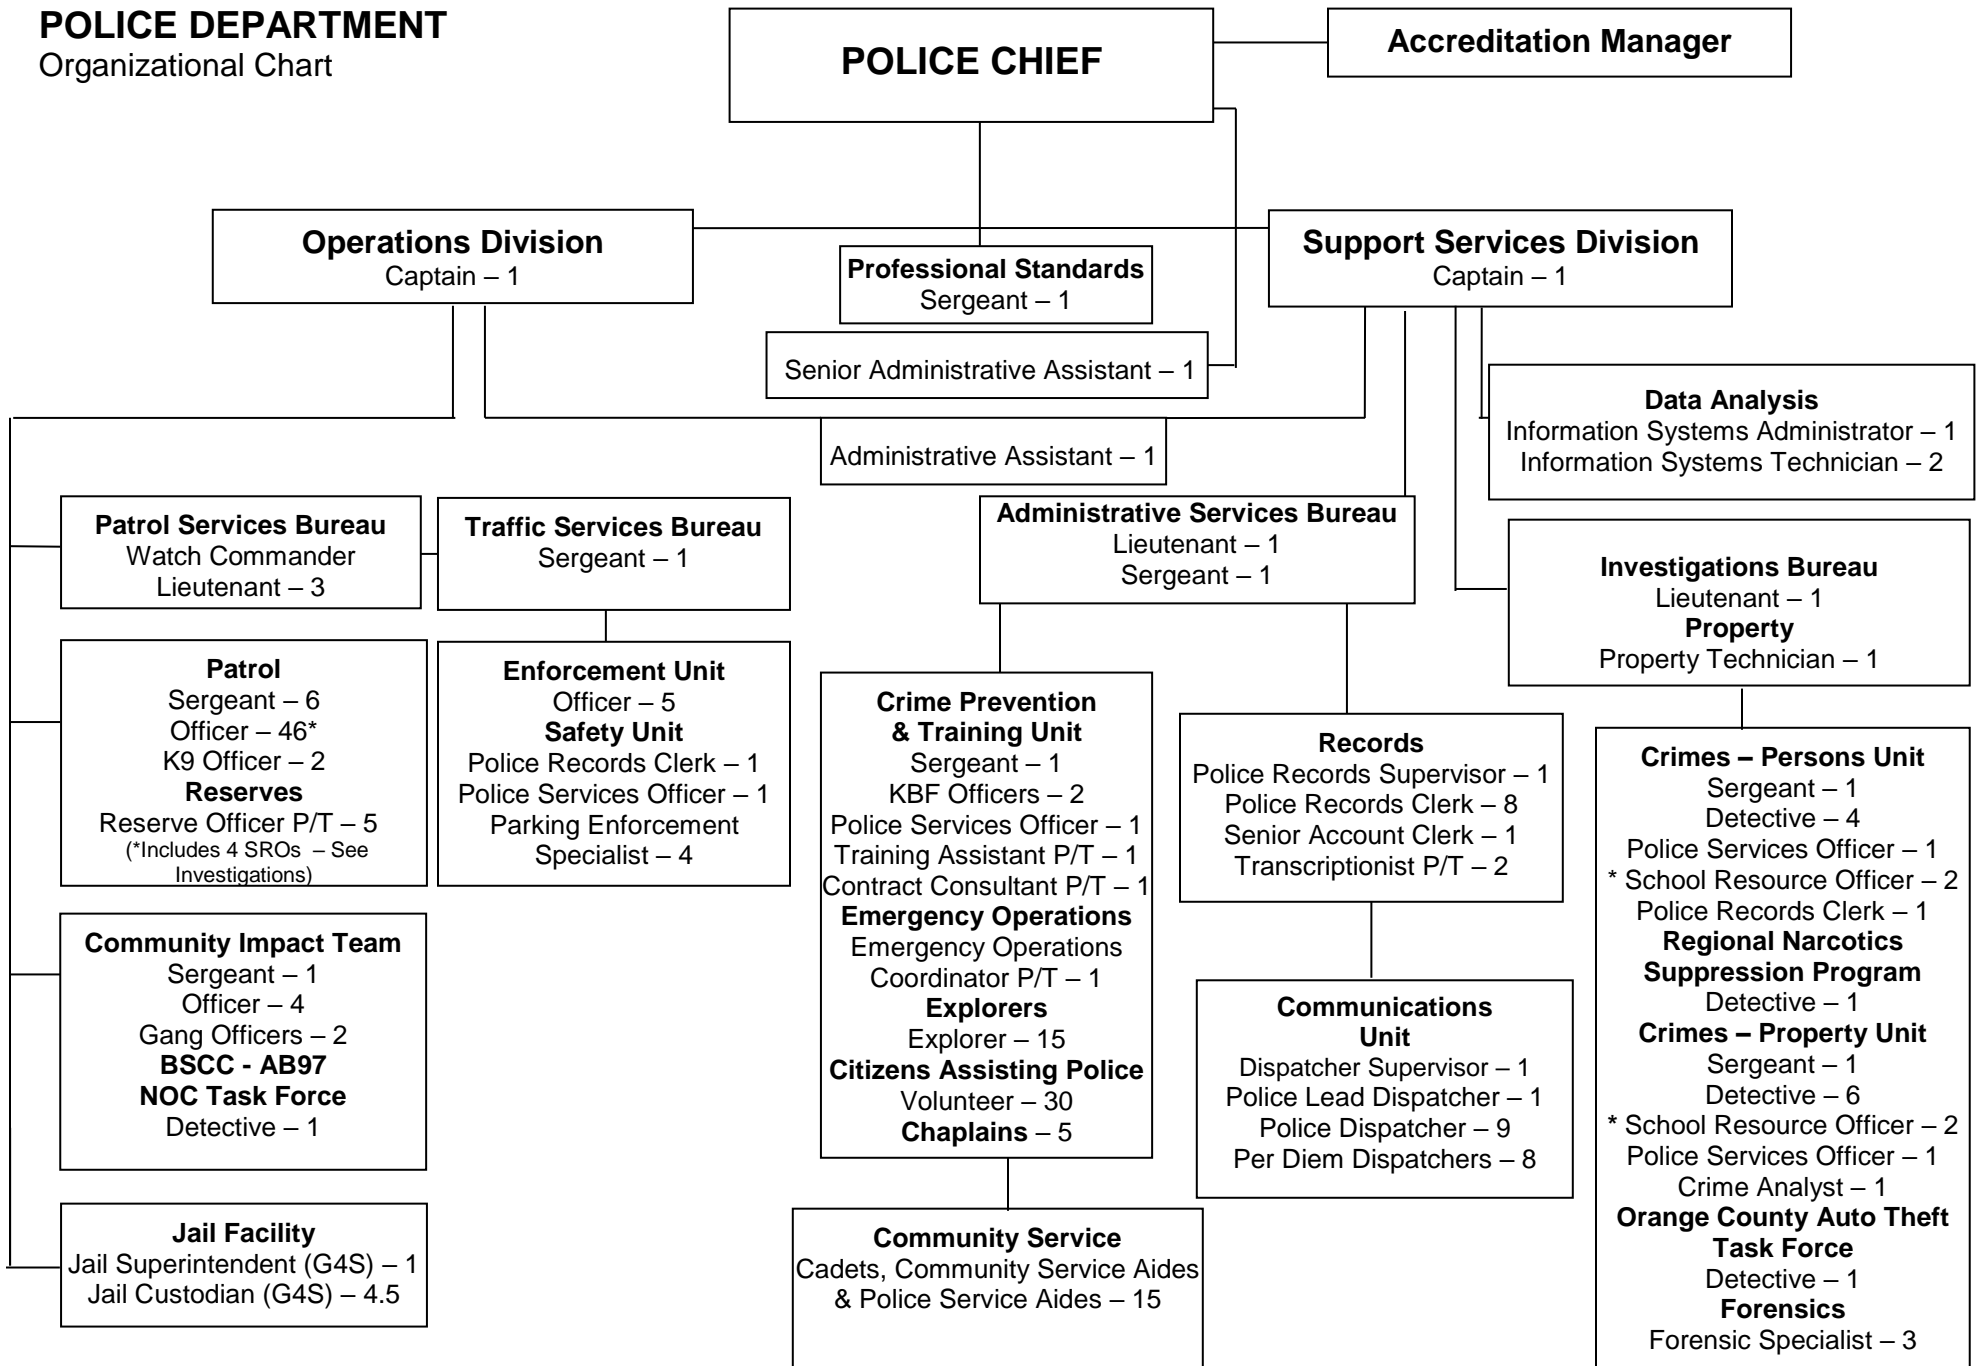 POLICE DEPARTMENT
Organizational Chart
POLICE CHIEF
Accreditation Manager
Operations Division
Captain – 1
Professional Standards
Sergeant – 1
Support Services Division
Captain – 1
Senior Administrative Assistant – 1
Administrative Assistant – 1
Data Analysis
Information Systems Administrator – 1
Information Systems Technician – 2
Patrol Services Bureau
Watch Commander
Lieutenant – 3
Traffic Services Bureau
Sergeant – 1
Administrative Services Bureau
Lieutenant – 1
Sergeant – 1
Investigations Bureau
Lieutenant – 1
Property
Property Technician – 1
Patrol
Sergeant – 6
Officer – 46*
K9 Officer – 2
Reserves
Reserve Officer P/T – 5
(*Includes 4 SROs – See
Investigations)
Enforcement Unit
Officer – 5
Safety Unit
Police Records Clerk – 1
Police Services Officer – 1
Parking Enforcement
Specialist – 4
Crime Prevention
& Training Unit
Sergeant – 1
KBF Officers – 2
Police Services Officer – 1
Training Assistant P/T – 1
Contract Consultant P/T – 1
Emergency Operations
Emergency Operations
Coordinator P/T – 1
Explorers
Explorer – 15
Citizens Assisting Police
Volunteer – 30
Chaplains – 5
Records
Police Records Supervisor – 1
Police Records Clerk – 8
Senior Account Clerk – 1
Transcriptionist P/T – 2
Crimes – Persons Unit
Sergeant – 1
Detective – 4
Police Services Officer – 1
* School Resource Officer – 2
Police Records Clerk – 1
Regional Narcotics
Suppression Program
Detective – 1
Crimes – Property Unit
Sergeant – 1
Detective – 6
* School Resource Officer – 2
Police Services Officer – 1
Crime Analyst – 1
Orange County Auto Theft
Task Force
Detective – 1
Forensics
Forensic Specialist – 3
Community Impact Team
Sergeant – 1
Officer – 4
Gang Officers – 2
BSCC - AB97
NOC Task Force
Detective – 1
Communications
Unit
Dispatcher Supervisor – 1
Police Lead Dispatcher – 1
Police Dispatcher – 9
Per Diem Dispatchers – 8
Jail Facility
Jail Superintendent (G4S) – 1
Jail Custodian (G4S) – 4.5
Community Service
Cadets, Community Service Aides
& Police Service Aides – 15